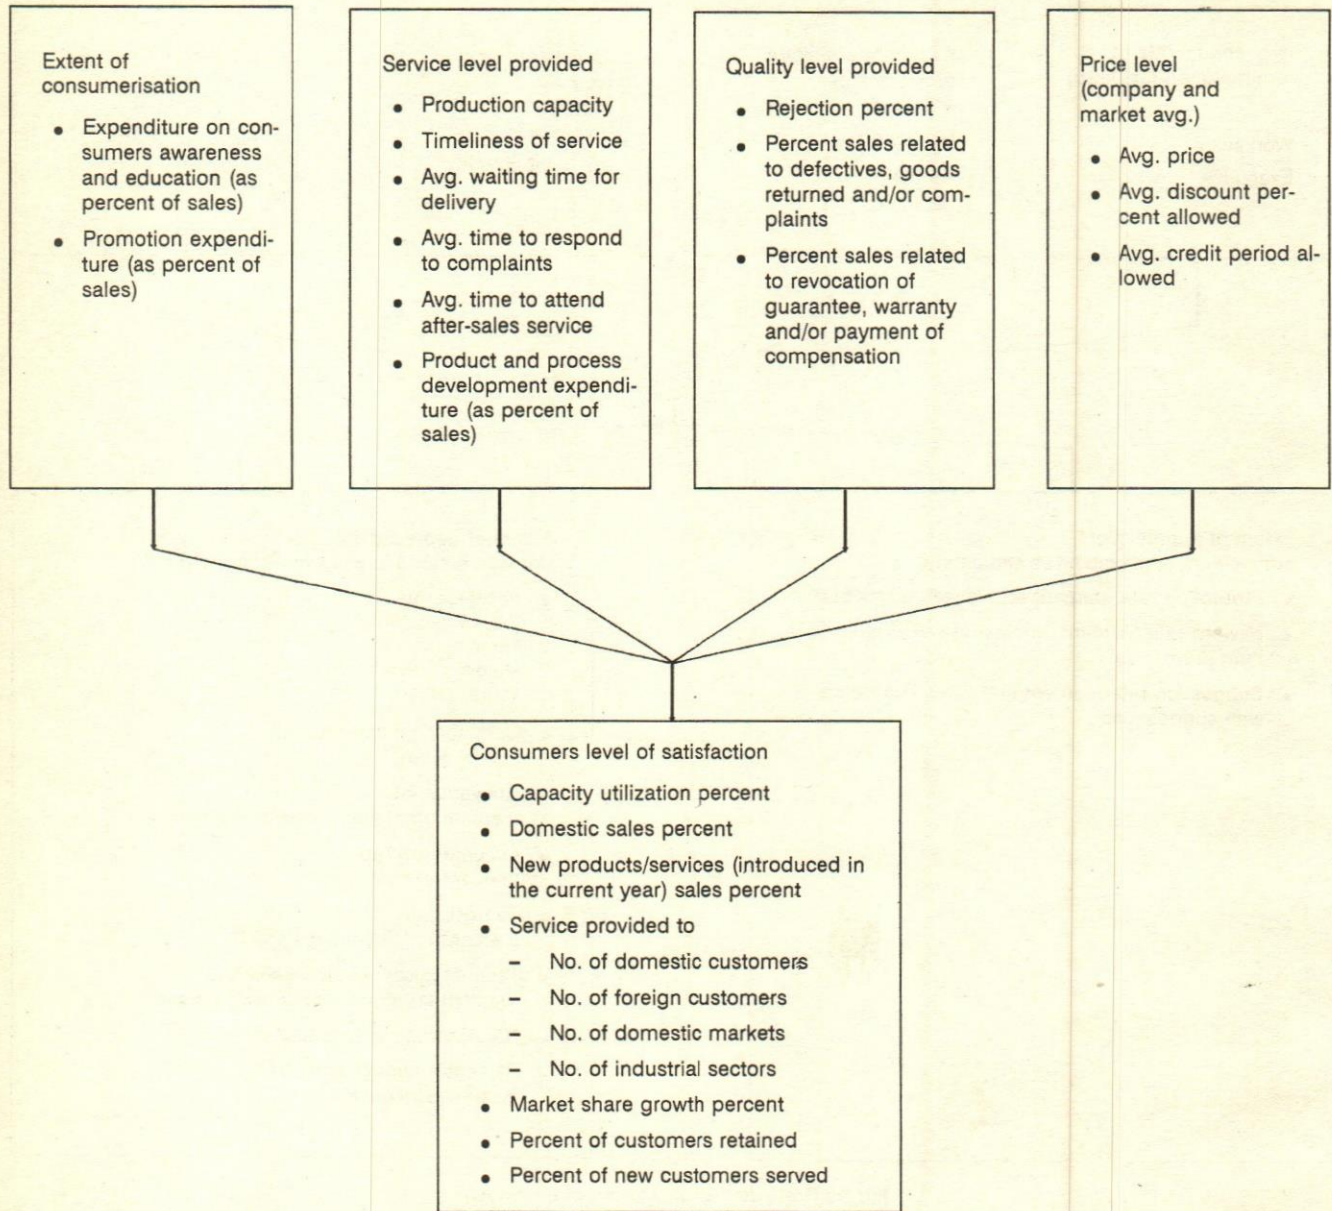 Extent of
consumerisation
• Expenditure on con-
sumers awareness
and education (as
percent of sales)
• Promotion expendi-
ture (as percent of
sales)
Service level provided
• Production capacity
• Timeliness of service
• Avg. waiting time for
delivery
• Avg. time to respond
to complaints
• Avg. time to attend
after-sales service
• Product and process
development expendi-
ture (as percent of
sales)
Quality level provided
• Rejection percent
• Percent sales related
to defectives, goods
returned and/or com-
plaints
• Percent sales related
to revocation of
guarantee, warranty
and/or payment of
compensation
Price level
(company and
market avg.)
• Avg. price
• Avg. discount per-
cent allowed
• Avg. credit period al-
lowed
Consumers level of satisfaction
• Capacity utilization percent
• Domestic sales percent
• New products/services (introduced in
the current year) sales percent
• Service provided to
– No. of domestic customers
– No. of foreign customers
– No. of domestic markets
– No. of industrial sectors
• Market share growth percent
• Percent of customers retained
• Percent of new customers served